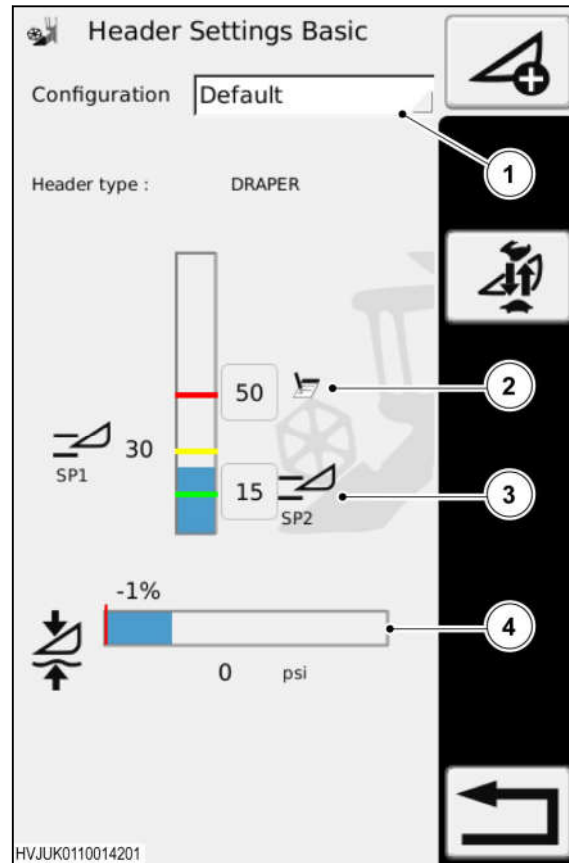 Header Settings Basic
Configuration Default
1
Header type : DRAPER
50
2
30
SP1
15
SP2
3
-1%
4
0 psi
HVJUK0110014201